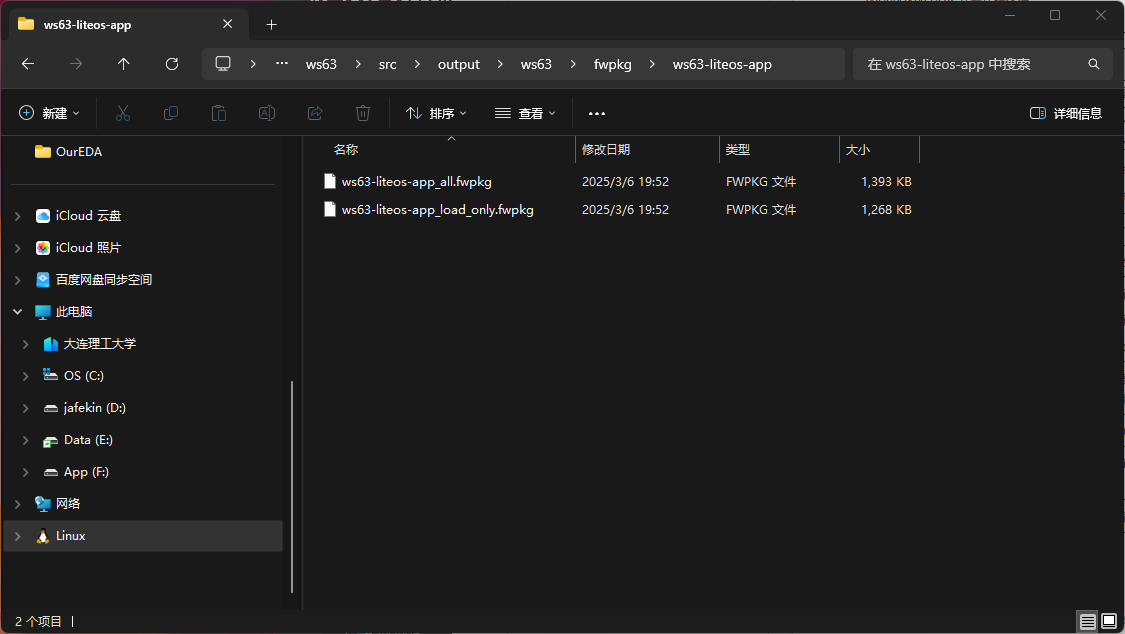 ws63-liteos-app
ws63 src output ws63 fwpkg ws63-liteos-app 在 ws63-liteos-app 中搜索
新建 排序 查看 详细信息
OurEDA
iCloud 云盘
iCloud 照片
百度网盘同步空间
此电脑
大连理工大学
OS (C:)
jafekin (D:)
Data (E:)
App (F:)
网络
Linux
名称 修改日期 类型 大小
ws63-liteos-app_all.fwpkg 2025/3/6 19:52 FWPKG 文件 1,393 KB
ws63-liteos-app_load_only.fwpkg 2025/3/6 19:52 FWPKG 文件 1,268 KB
2 个项目